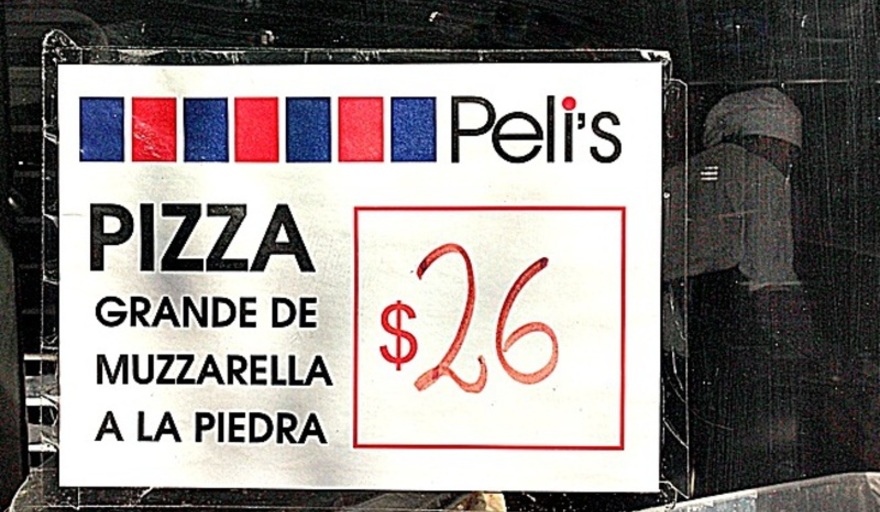 Peli's
PIZZA
GRANDE DE
MUZZARELLA
A LA PIEDRA
$26